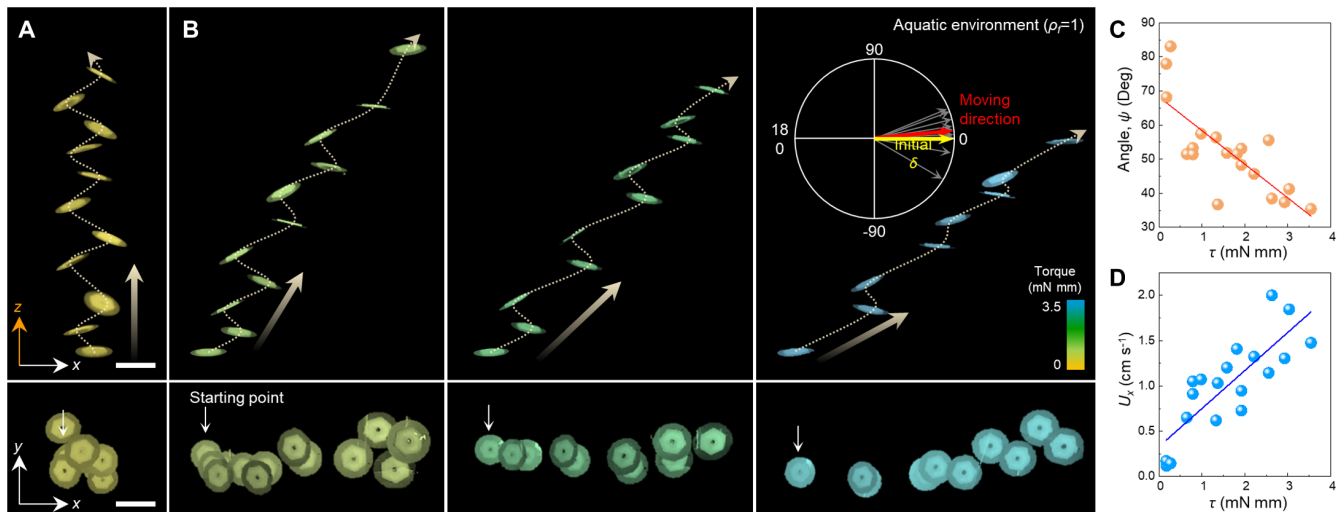 A
B
z
x
y
x
Starting point
Aquatic environment (ρr=1)
90
Moving
direction
18
0
0
Initial
δ
-90
Torque
(mN mm)
3.5
0
C
Angle, ψ (Deg)
90
80
70
60
50
40
30
0
1
2
3
4
τ (mN mm)
D
Ux (cm s⁻¹)
2.0
1.5
1.0
0.5
0.0
0
1
2
3
4
τ (mN mm)